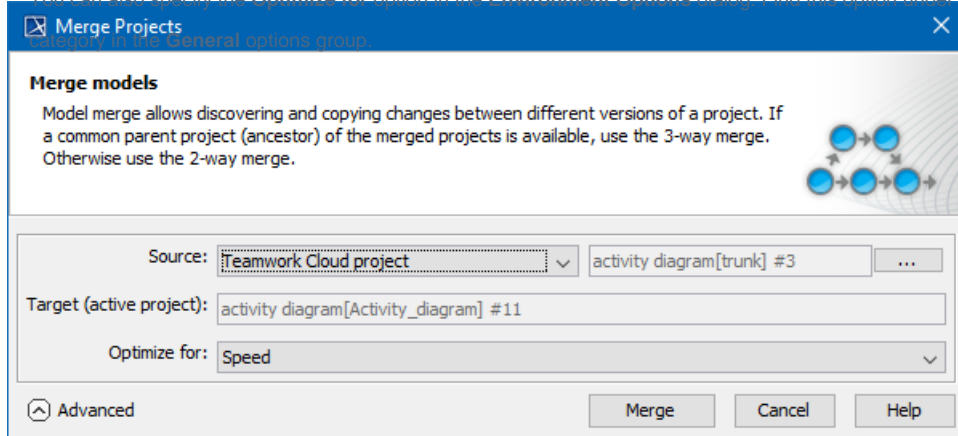 Merge Projects
category in the General options group.
Merge models
Model merge allows discovering and copying changes between different versions of a project. If
a common parent project (ancestor) of the merged projects is available, use the 3-way merge.
Otherwise use the 2-way merge.
Source: Teamwork Cloud project activity diagram[trunk] #3 ...
Target (active project): activity diagram[Activity_diagram] #11
Optimize for: Speed
Advanced Merge Cancel Help